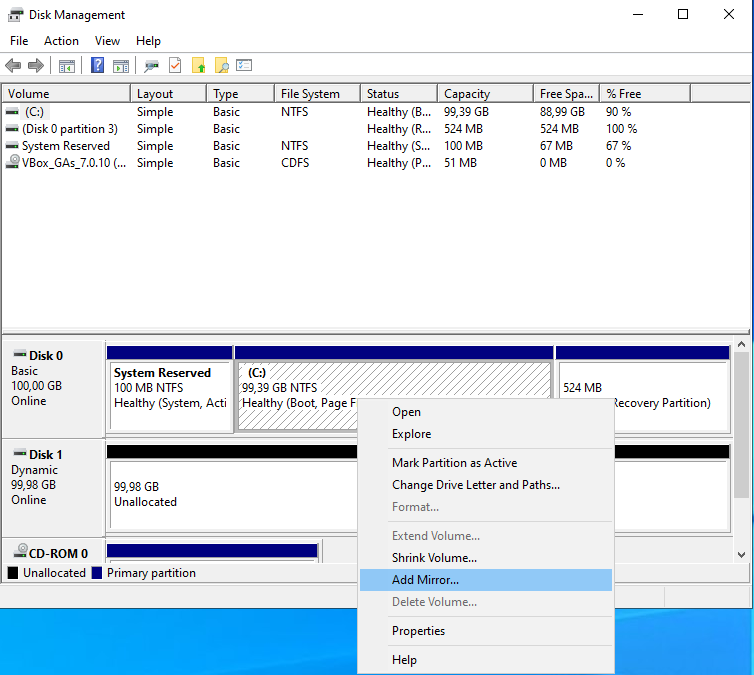 Disk Management
File Action View Help
Volume Layout Type File System Status Capacity Free Spa... % Free
(C:) Simple Basic NTFS Healthy (B... 99,39 GB 88,99 GB 90 %
(Disk 0 partition 3) Simple Basic Healthy (R... 524 MB 524 MB 100 %
System Reserved Simple Basic NTFS Healthy (S... 100 MB 67 MB 67 %
VBox_GAs_7.0.10 (... Simple Basic CDFS Healthy (P... 51 MB 0 MB 0 %
Disk 0
Basic
100,00 GB
Online
System Reserved
100 MB NTFS
Healthy (System, Acti
(C:)
99,39 GB NTFS
Healthy (Boot, Page F
524 MB
Recovery Partition)
Disk 1
Dynamic
99,98 GB
Online
99,98 GB
Unallocated
CD-ROM 0
Unallocated Primary partition
Open
Explore
Mark Partition as Active
Change Drive Letter and Paths...
Format...
Extend Volume...
Shrink Volume...
Add Mirror...
Delete Volume...
Properties
Help